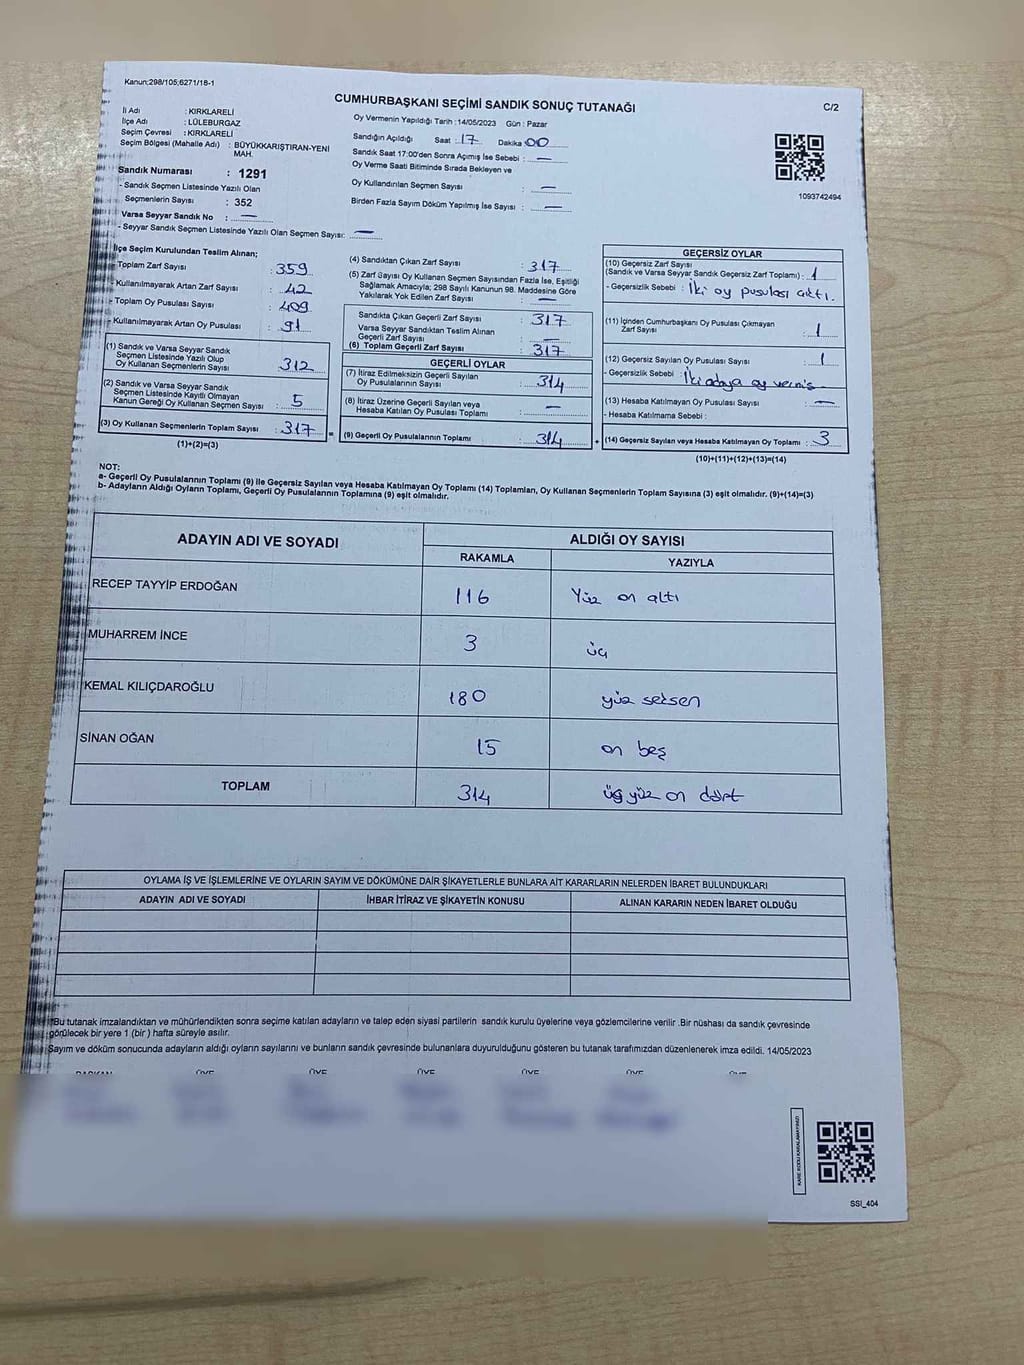 Kanun:298/105;6271/18-1
CUMHURBAŞKANI SEÇİMİ SANDIK SONUÇ TUTANAĞI
C/2
İl Adı : KIRKLARELİ
İlçe Adı : LÜLEBURGAZ
Seçim Çevresi : KIRKLARELİ
Seçim Bölgesi (Mahalle Adı) : BÜYÜKKARIŞTIRAN-YENİ
MAH.
Sandık Numarası : 1291
- Sandık Seçmen Listesinde Yazılı Olan
Seçmenlerin Sayısı : 352
Varsa Seyyar Sandık No : —
- Seyyar Sandık Seçmen Listesinde Yazılı Olan Seçmen Sayısı: —
Oy Vermenin Yapıldığı Tarih :14/05/2023 Gün : Pazar
Sandığın Açıldığı Saat : 17 Dakika : 00
Sandık Saat 17:00'den Sonra Açımış İse Sebebi : —
Oy Verme Saati Bitiminde Sırada Bekleyen ve
Oy Kullandırılan Seçmen Sayısı : —
Birden Fazla Sayım Döküm Yapılmış İse Sayısı : —
1093742494
İlçe Seçim Kurulundan Teslim Alınan;
Toplam Zarf Sayısı : 359
- Kullanılmayarak Artan Zarf Sayısı : 42
- Toplam Oy Pusulası Sayısı : 409
- Kullanılmayarak Artan Oy Pusulası : 91
(1) Sandık ve Varsa Seyyar Sandık
Seçmen Listesinde Yazılı Olup
Oy Kullanan Seçmenlerin Sayısı : 312
(2) Sandık ve Varsa Seyyar Sandık
Seçmen Listesinde Kayıtlı Olmayan
Kanun Gereği Oy Kullanan Seçmen Sayısı : 5
(3) Oy Kullanan Seçmenlerin Toplam Sayısı : 317
(1)+(2)=(3)
(4) Sandıktan Çıkan Zarf Sayısı : 317
(5) Zarf Sayısı Oy Kullanan Seçmen Sayısından Fazla İse, Eşitliği
Sağlamak Amacıyla; 298 Sayılı Kanunun 98. Maddesine Göre
Yakılarak Yok Edilen Zarf Sayısı : —
Sandıkta Çıkan Geçerli Zarf Sayısı : 317
Varsa Seyyar Sandıktan Teslim Alınan
Geçerli Zarf Sayısı : —
(6) Toplam Geçerli Zarf Sayısı 317
GEÇERLİ OYLAR
(7) İtiraz Edilmeksizin Geçerli Sayılan
Oy Pusulalarının Sayısı : 314
(8) İtiraz Üzerine Geçerli Sayılan veya
Hesaba Katılan Oy Pusulası Toplamı : —
= (9) Geçerli Oy Pusulalarının Toplamı : 314 +
GEÇERSİZ OYLAR
(10) Geçersiz Zarf Sayısı
(Sandık ve Varsa Seyyar Sandık Geçersiz Zarf Toplamı) : 1
- Geçersizlik Sebebi : İki oy pusulası çıktı.
(11) İçinden Cumhurbaşkanı Oy Pusulası Çıkmayan
Zarf Sayısı : 1
(12) Geçersiz Sayılan Oy Pusulası Sayısı : 1
- Geçersizlik Sebebi : İki adaya oy vermiş
(13) Hesaba Katılmayan Oy Pusulası Sayısı : —
- Hesaba Katılmama Sebebi :
(14) Geçersiz Sayılan veya Hesaba Katılmayan Oy Toplamı : 3
(10)+(11)+(12)+(13)=(14)
NOT:
a- Geçerli Oy Pusulalarının Toplamı (9) ile Geçersiz Sayılan veya Hesaba Katılmayan Oy Toplamı (14) Toplamları, Oy Kullanan Seçmenlerin Toplam Sayısına (3) eşit olmalıdır. (9)+(14)=(3)
b- Adayların Aldığı Oyların Toplamı, Geçerli Oy Pusulalarının Toplamına (9) eşit olmalıdır.
ADAYIN ADI VE SOYADI ALDIĞI OY SAYISI
RAKAMLA YAZIYLA
RECEP TAYYİP ERDOĞAN 116 Yüz on altı
MUHARREM İNCE 3 üç
KEMAL KILIÇDAROĞLU 180 yüz seksen
SİNAN OĞAN 15 on beş
TOPLAM 314 üç yüz on dört
OYLAMA İŞ VE İŞLEMLERİNE VE OYLARIN SAYIM VE DÖKÜMÜNE DAİR ŞİKAYETLERLE BUNLARA AİT KARARLARIN NELERDEN İBARET BULUNDUKLARI
ADAYIN ADI VE SOYADI İHBAR İTİRAZ VE ŞİKAYETİN KONUSU ALINAN KARARIN NEDEN İBARET OLDUĞU
*Bu tutanak imzalandıktan ve mühürlendikten sonra seçime katılan adayların ve talep eden siyasi partilerin sandık kurulu üyelerine veya gözlemcilerine verilir .Bir nüshası da sandık çevresinde
görülecek bir yere 1 (bir ) hafta süreyle asılır.
Sayım ve döküm sonucunda adayların aldığı oyların sayılarını ve bunların sandık çevresinde bulunanlara duyurulduğunu gösteren bu tutanak tarafımızdan düzenlenerek imza edildi. 14/05/2023
BAŞKAN ÜYE ÜYE ÜYE ÜYE ÜYE ÜYE
KARE KODU KARALAMAYINIZ!
SSI_404